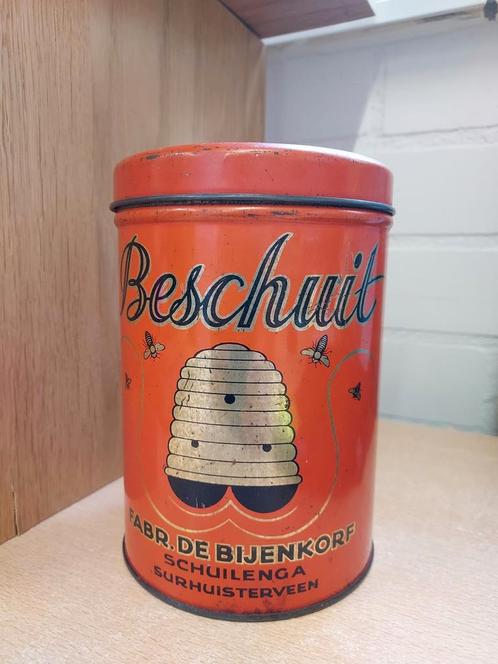 Beschuit
FABR. DE BIJENKORF
SCHUILENGA
SURHUISTERVEEN